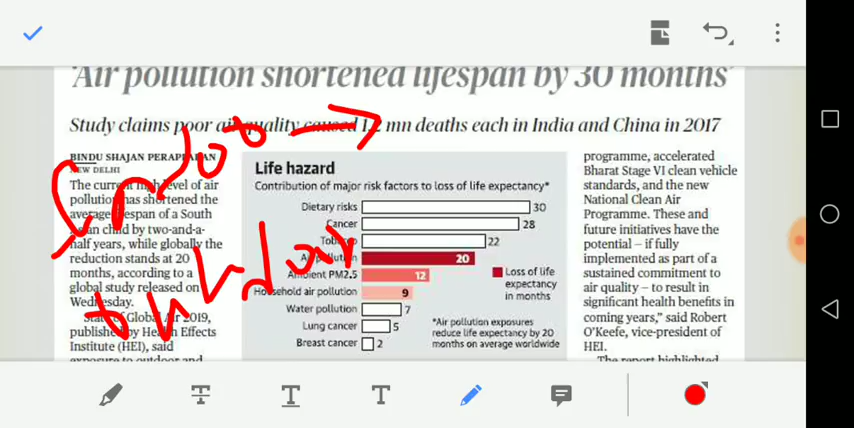 'Air pollution shortened lifespan by 30 months'
Study claims poor air quality caused 1.2 mn deaths each in India and China in 2017
BINDU SHAJAN PERAPPADAN
NEW DELHI
The current high level of air
pollution has shortened the
average lifespan of a South
Asian child by two-and-a-
half years, while globally the
reduction stands at 20
months, according to a
global study released on
Wednesday.
State of Global Air 2019,
published by Health Effects
Institute (HEI), said
exposure to outdoor and
Life hazard
Contribution of major risk factors to loss of life expectancy*
Dietary risks 30
Cancer 28
Tobacco 22
Air pollution 20
Ambient PM2.5 12
Household air pollution 9
Water pollution 7
Lung cancer 5
Breast cancer 2
Loss of life
expectancy
in months
*Air pollution exposures
reduce life expectancy by 20
months on average worldwide
programme, accelerated
Bharat Stage VI clean vehicle
standards, and the new
National Clean Air
Programme. These and
future initiatives have the
potential – if fully
implemented as part of a
sustained commitment to
air quality – to result in
significant health benefits in
coming years," said Robert
O'Keefe, vice-president of
HEI.
The report highlighted